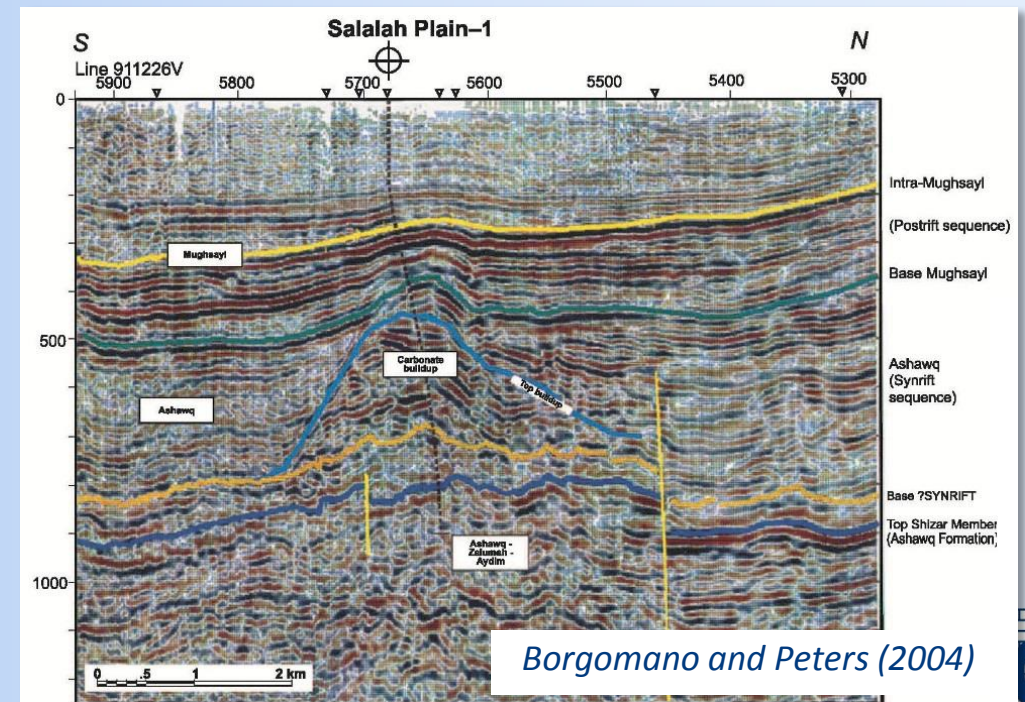 Salalah Plain–1
S
N
Line 911226V
5900
5800
5700
5600
5500
5400
5300
0
500
1000
Intra-Mughsayl
(Postrift sequence)
Base Mughsayl
Ashawq
(Synrift
sequence)
Base ?SYNRIFT
Top Shizar Member
(Ashawq Formation)
Mughsayl
Carbonate
buildup
Top buildup
Ashawq
Ashawq -
Zalumah -
Aydim
0 .5 1 2 km
Borgomano and Peters (2004)